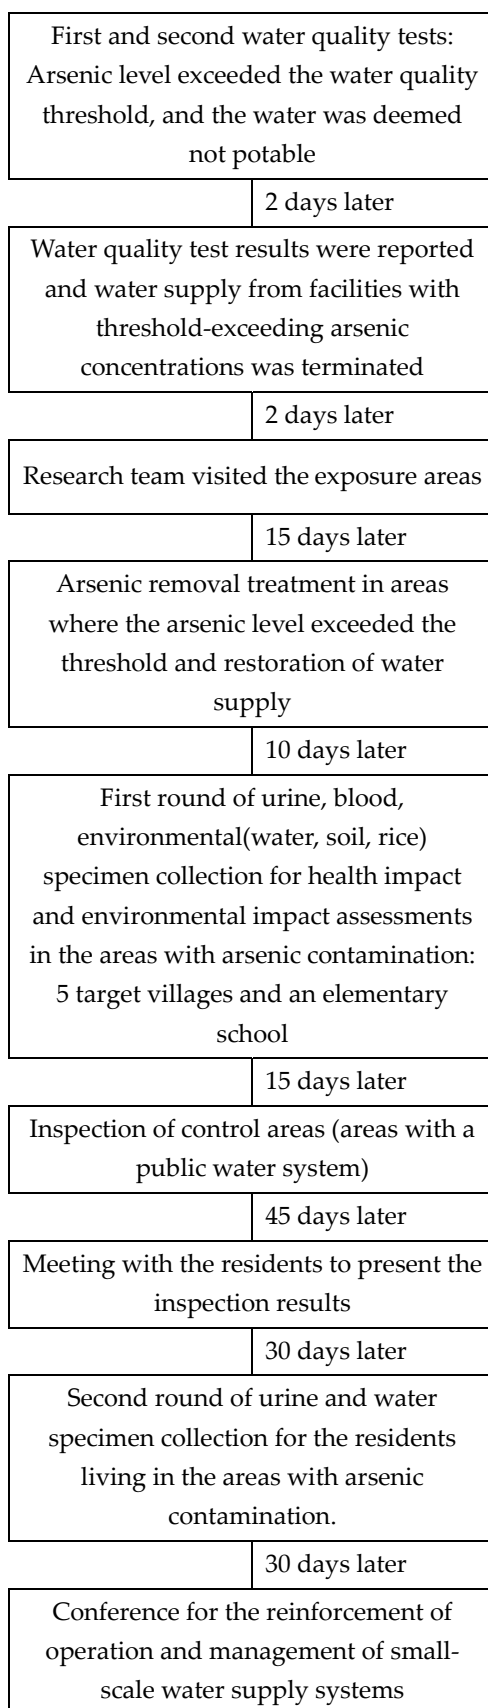 First and second water quality tests:
Arsenic level exceeded the water quality
threshold, and the water was deemed
not potable
2 days later
Water quality test results were reported
and water supply from facilities with
threshold-exceeding arsenic
concentrations was terminated
2 days later
Research team visited the exposure areas
15 days later
Arsenic removal treatment in areas
where the arsenic level exceeded the
threshold and restoration of water
supply
10 days later
First round of urine, blood,
environmental(water, soil, rice)
specimen collection for health impact
and environmental impact assessments
in the areas with arsenic contamination:
5 target villages and an elementary
school
15 days later
Inspection of control areas (areas with a
public water system)
45 days later
Meeting with the residents to present the
inspection results
30 days later
Second round of urine and water
specimen collection for the residents
living in the areas with arsenic
contamination.
30 days later
Conference for the reinforcement of
operation and management of small-
scale water supply systems